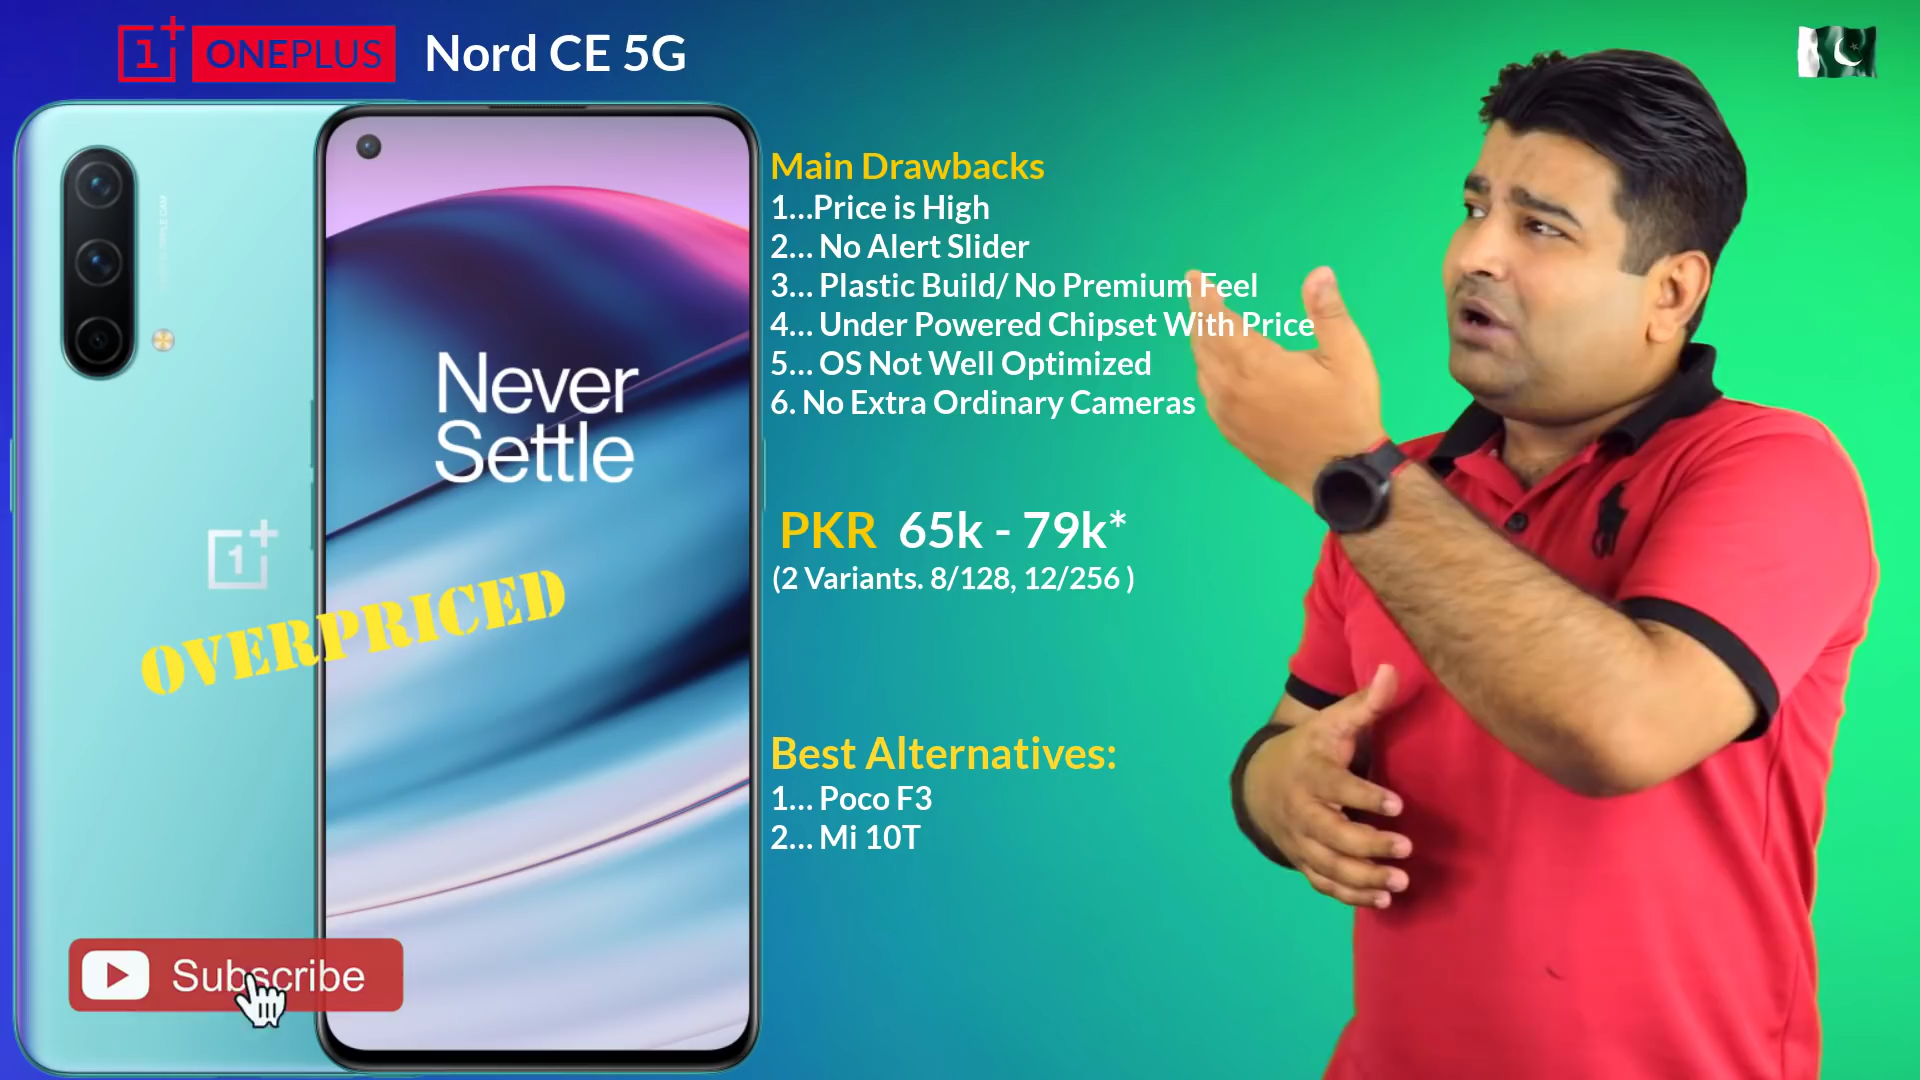 1+ ONEPLUS Nord CE 5G
Main Drawbacks
1...Price is High
2... No Alert Slider
3... Plastic Build/ No Premium Feel
4... Under Powered Chipset With Price
5... OS Not Well Optimized
6. No Extra Ordinary Cameras
Never
Settle
PKR 65k - 79k*
(2 Variants. 8/128, 12/256 )
1+
OVERPRICED
Best Alternatives:
1... Poco F3
2... Mi 10T
Subscribe